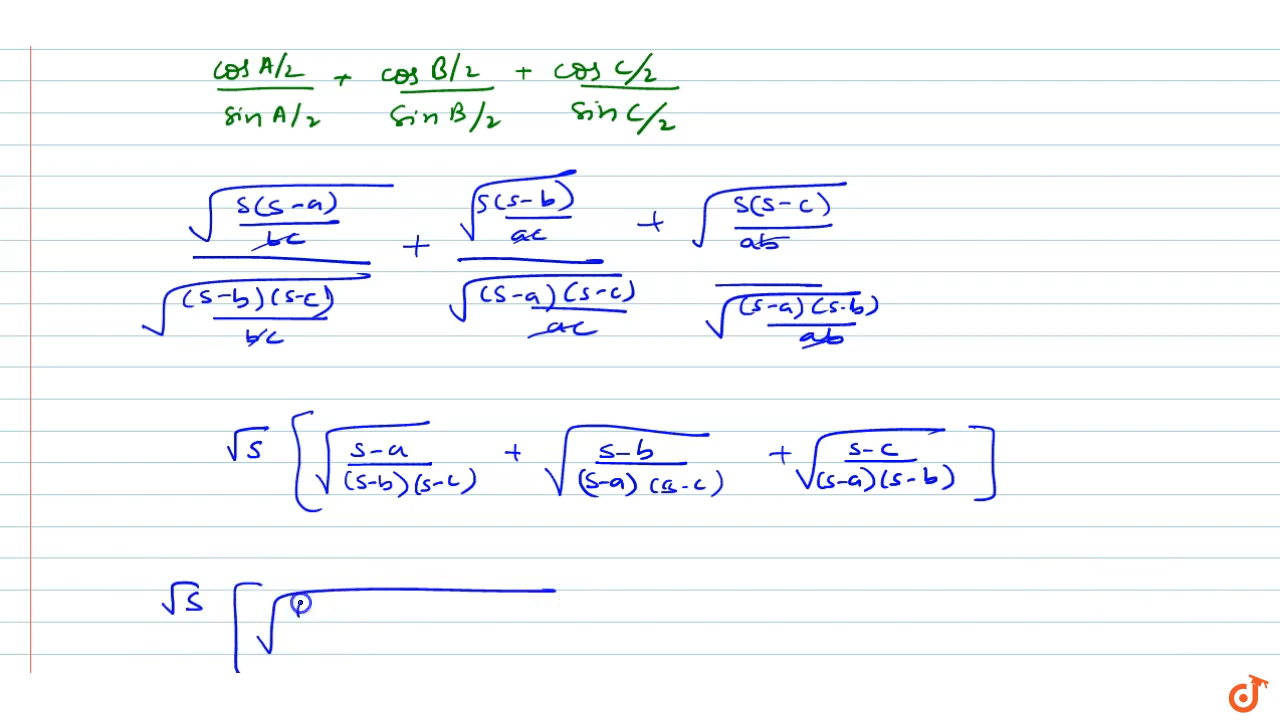 cos A/2 / sin A/2 + cos B/2 / sin B/2 + cos C/2 / sin C/2
√(s(s-a)/bc) / √((s-b)(s-c)/bc) + √(s(s-b)/ac) / √((s-a)(s-c)/ac) + √(s(s-c)/ab) / √((s-a)(s-b)/ab)
√s [√((s-a)/((s-b)(s-c))) + √((s-b)/((s-a)(s-c))) + √((s-c)/((s-a)(s-b)))]
√s [√